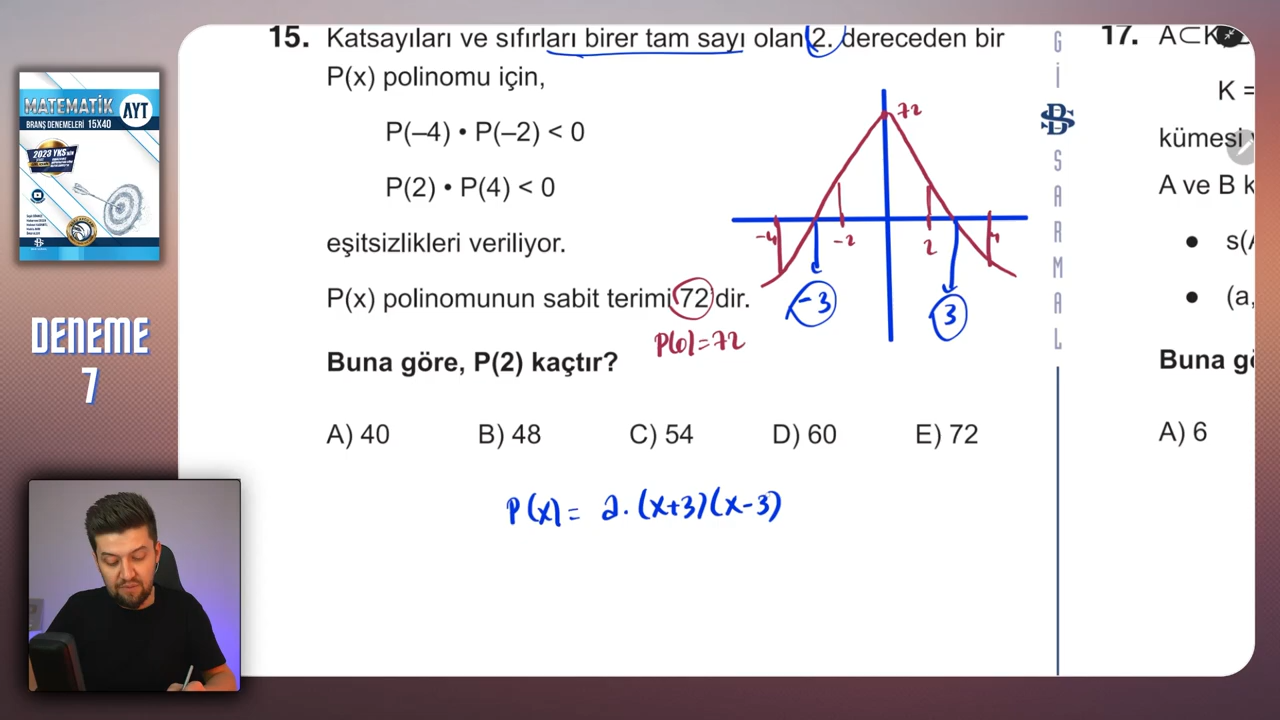 15. Katsayıları ve sıfırları birer tam sayı olan 2. dereceden bir
P(x) polinomu için,
P(–4) • P(–2) < 0
P(2) • P(4) < 0
eşitsizlikleri veriliyor.
P(x) polinomunun sabit terimi 72'dir.
P(0)=72
Buna göre, P(2) kaçtır?
A) 40 B) 48 C) 54 D) 60 E) 72
P(x) = a.(x+3)(x-3)
72
-4 -2 2 4
-3 3
MATEMATİK AYT
BRANŞ DENEMELERİ 15X40
2023 YKS'NİN
DENEME
7
G
İ
S
A
R
M
A
L
17. A⊂K
K =
kümesi
A ve B k
• s(A
• (a,
Buna gö
A) 6